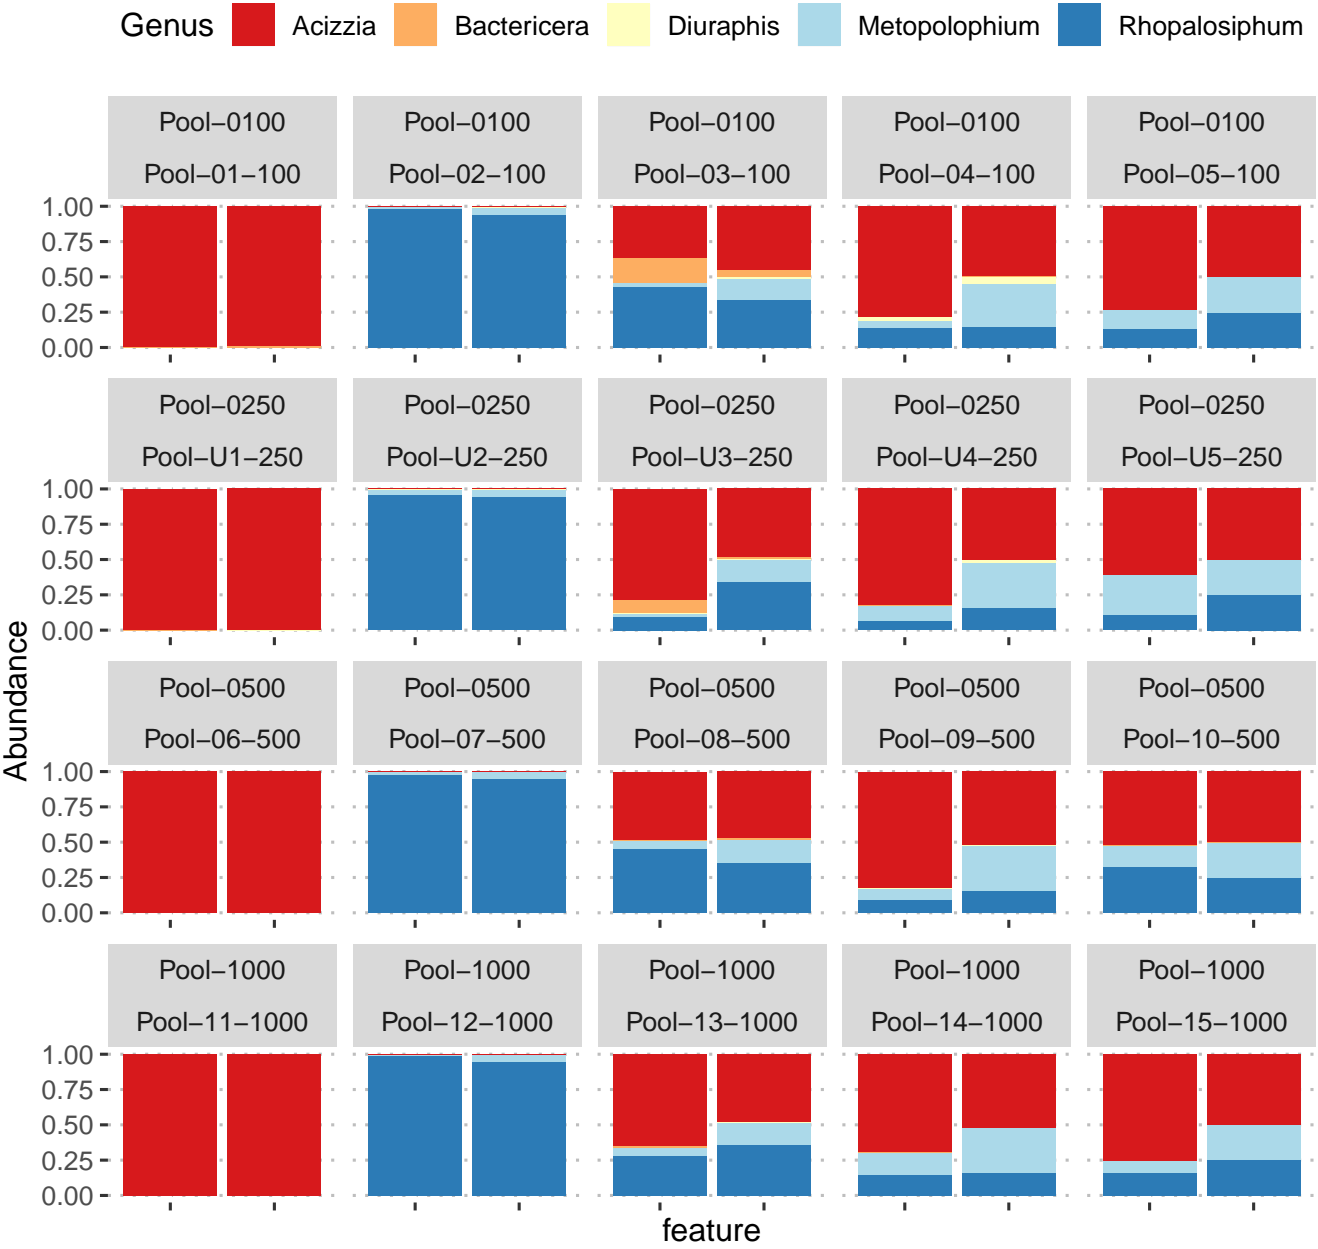 Genus Acizzia Bactericera Diuraphis Metopolophium Rhopalosiphum
Pool−0100 Pool−0100 Pool−0100 Pool−0100 Pool−0100
Pool−01−100 Pool−02−100 Pool−03−100 Pool−04−100 Pool−05−100
1.00
0.75
0.50
0.25
0.00
Pool−0250 Pool−0250 Pool−0250 Pool−0250 Pool−0250
Pool−U1−250 Pool−U2−250 Pool−U3−250 Pool−U4−250 Pool−U5−250
1.00
0.75
0.50
0.25
0.00
Abundance
Pool−0500 Pool−0500 Pool−0500 Pool−0500 Pool−0500
Pool−06−500 Pool−07−500 Pool−08−500 Pool−09−500 Pool−10−500
1.00
0.75
0.50
0.25
0.00
Pool−1000 Pool−1000 Pool−1000 Pool−1000 Pool−1000
Pool−11−1000 Pool−12−1000 Pool−13−1000 Pool−14−1000 Pool−15−1000
1.00
0.75
0.50
0.25
0.00
feature